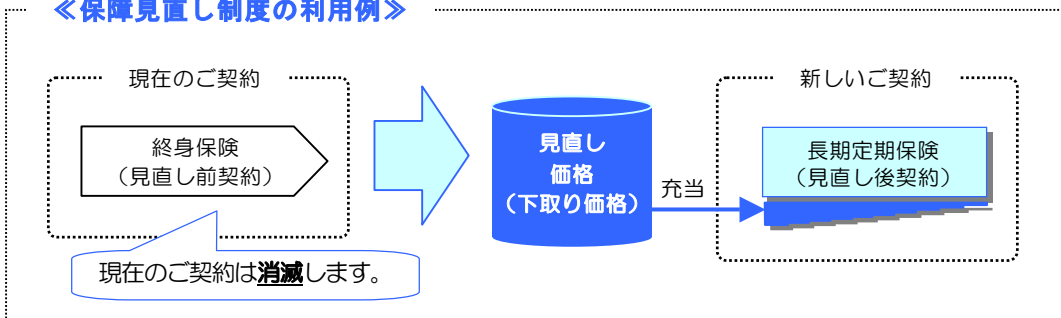 ≪保障見直し制度の利用例≫
現在のご契約
終身保険
（見直し前契約）
現在のご契約は消滅します。
見直し
価格
（下取り価格）
充当
新しいご契約
長期定期保険
（見直し後契約）